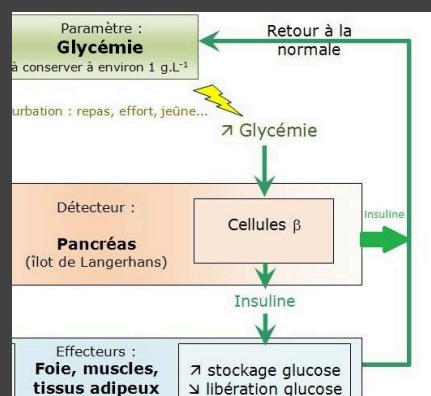 Paramètre :
Glycémie
à conserver à environ 1 g.L⁻¹
Retour à la
normale
urbation : repas, effort, jeûne...
↗ Glycémie
Détecteur :
Pancréas
(îlot de Langerhans)
Cellules β
Insuline
Insuline
Effecteurs :
Foie, muscles,
tissus adipeux
↗ stockage glucose
↘ libération glucose